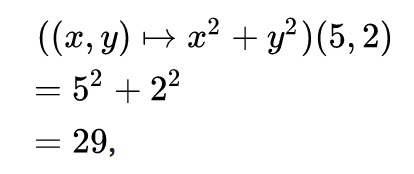 ((x, y) ↦ x² + y²)(5, 2)
= 5² + 2²
= 29,